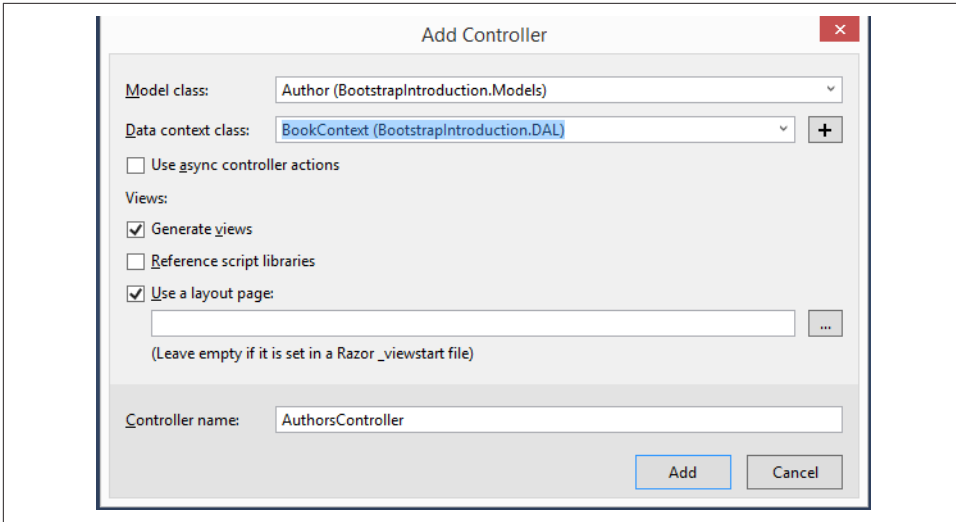 Add Controller
Model class: Author (BootstrapIntroduction.Models)
Data context class: BookContext (BootstrapIntroduction.DAL) +
Use async controller actions
Views:
Generate views
Reference script libraries
Use a layout page:
...
(Leave empty if it is set in a Razor _viewstart file)
Controller name: AuthorsController
Add Cancel